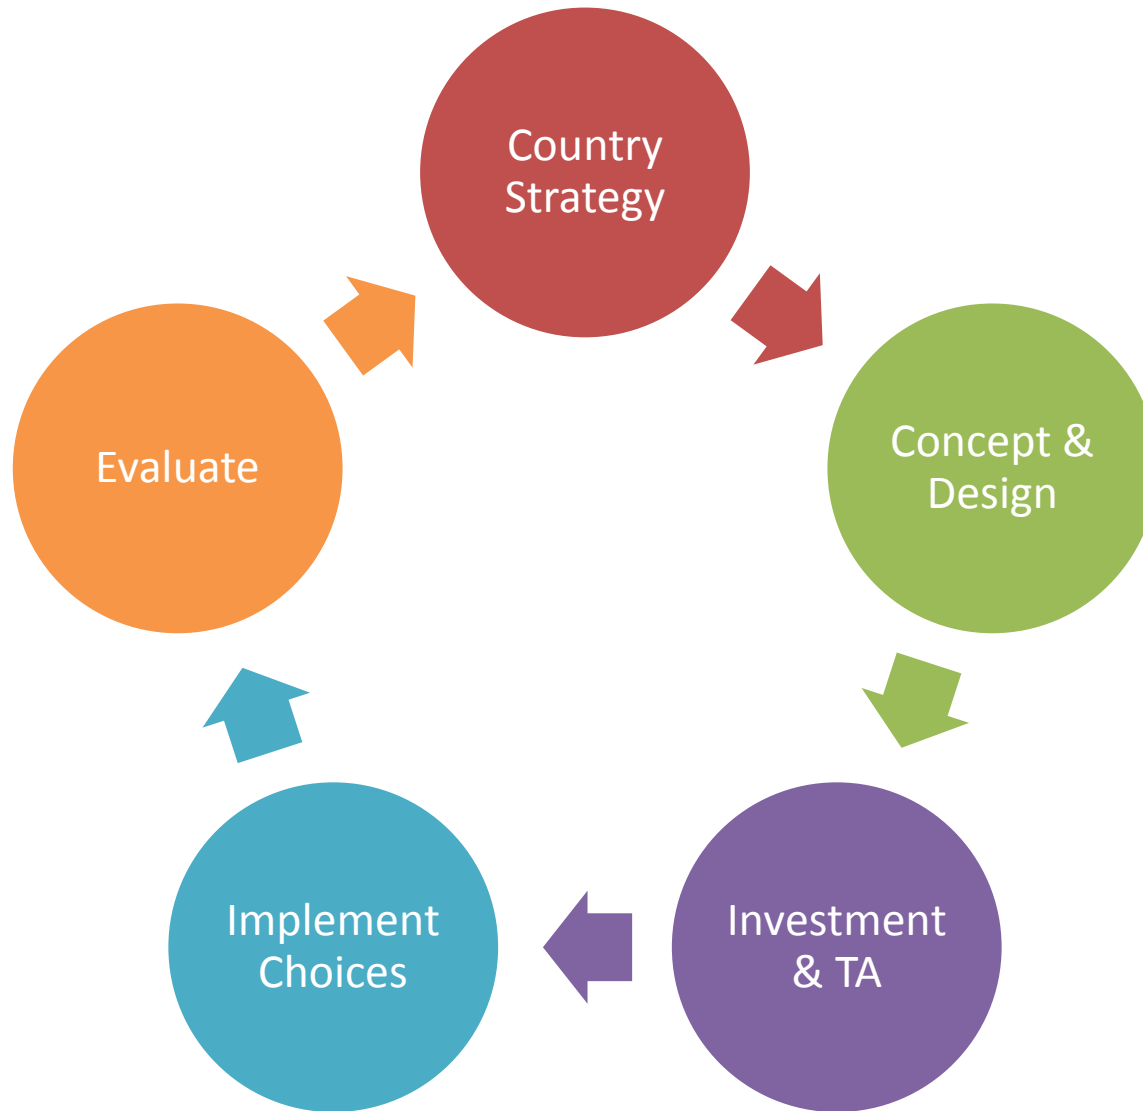 Country
Strategy
Concept &
Design
Investment
& TA
Implement
Choices
Evaluate